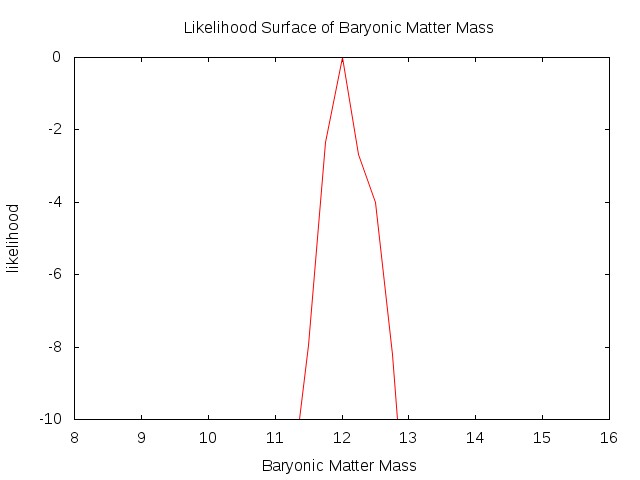 Likelihood Surface of Baryonic Matter Mass
0
-2
-4
-6
-8
-10
likelihood
8 9 10 11 12 13 14 15 16
Baryonic Matter Mass